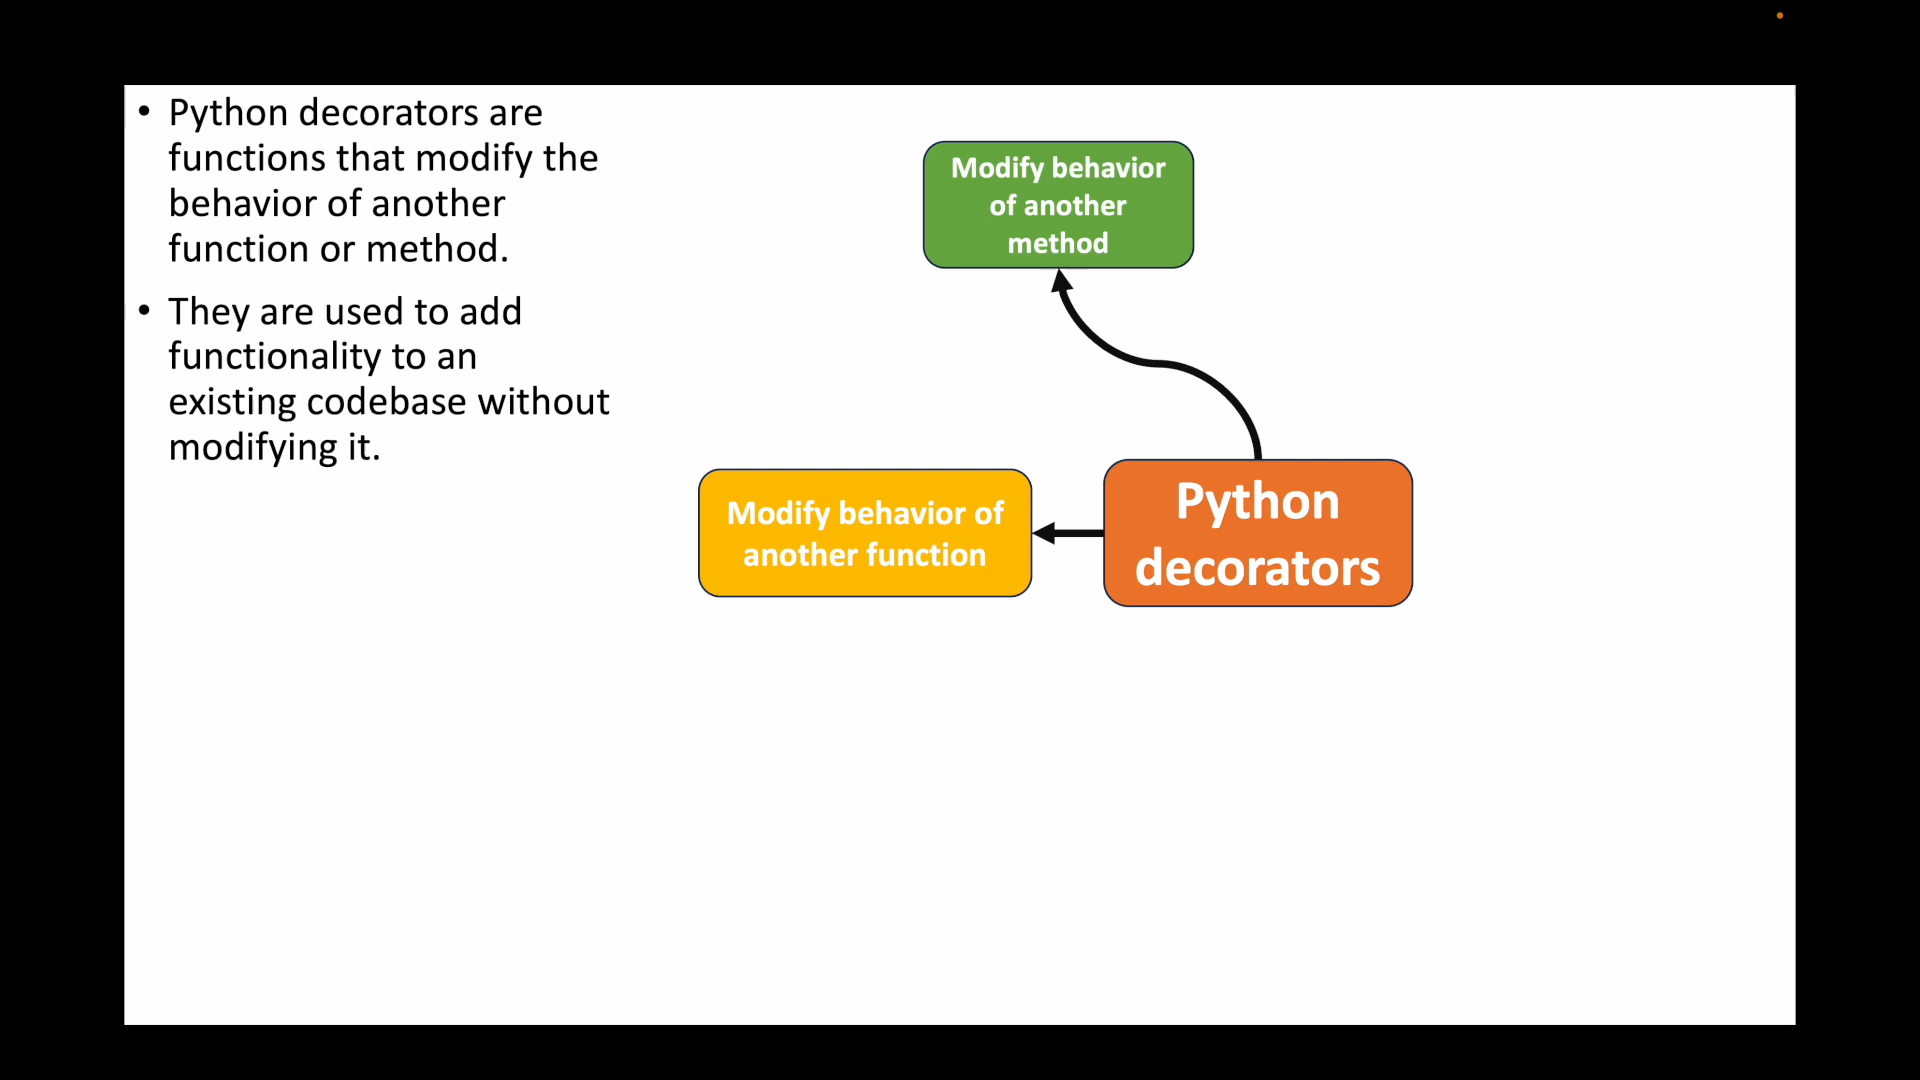 • Python decorators are
functions that modify the
behavior of another
function or method.
• They are used to add
functionality to an
existing codebase without
modifying it.
Modify behavior
of another
method
Modify behavior of
another function
Python
decorators